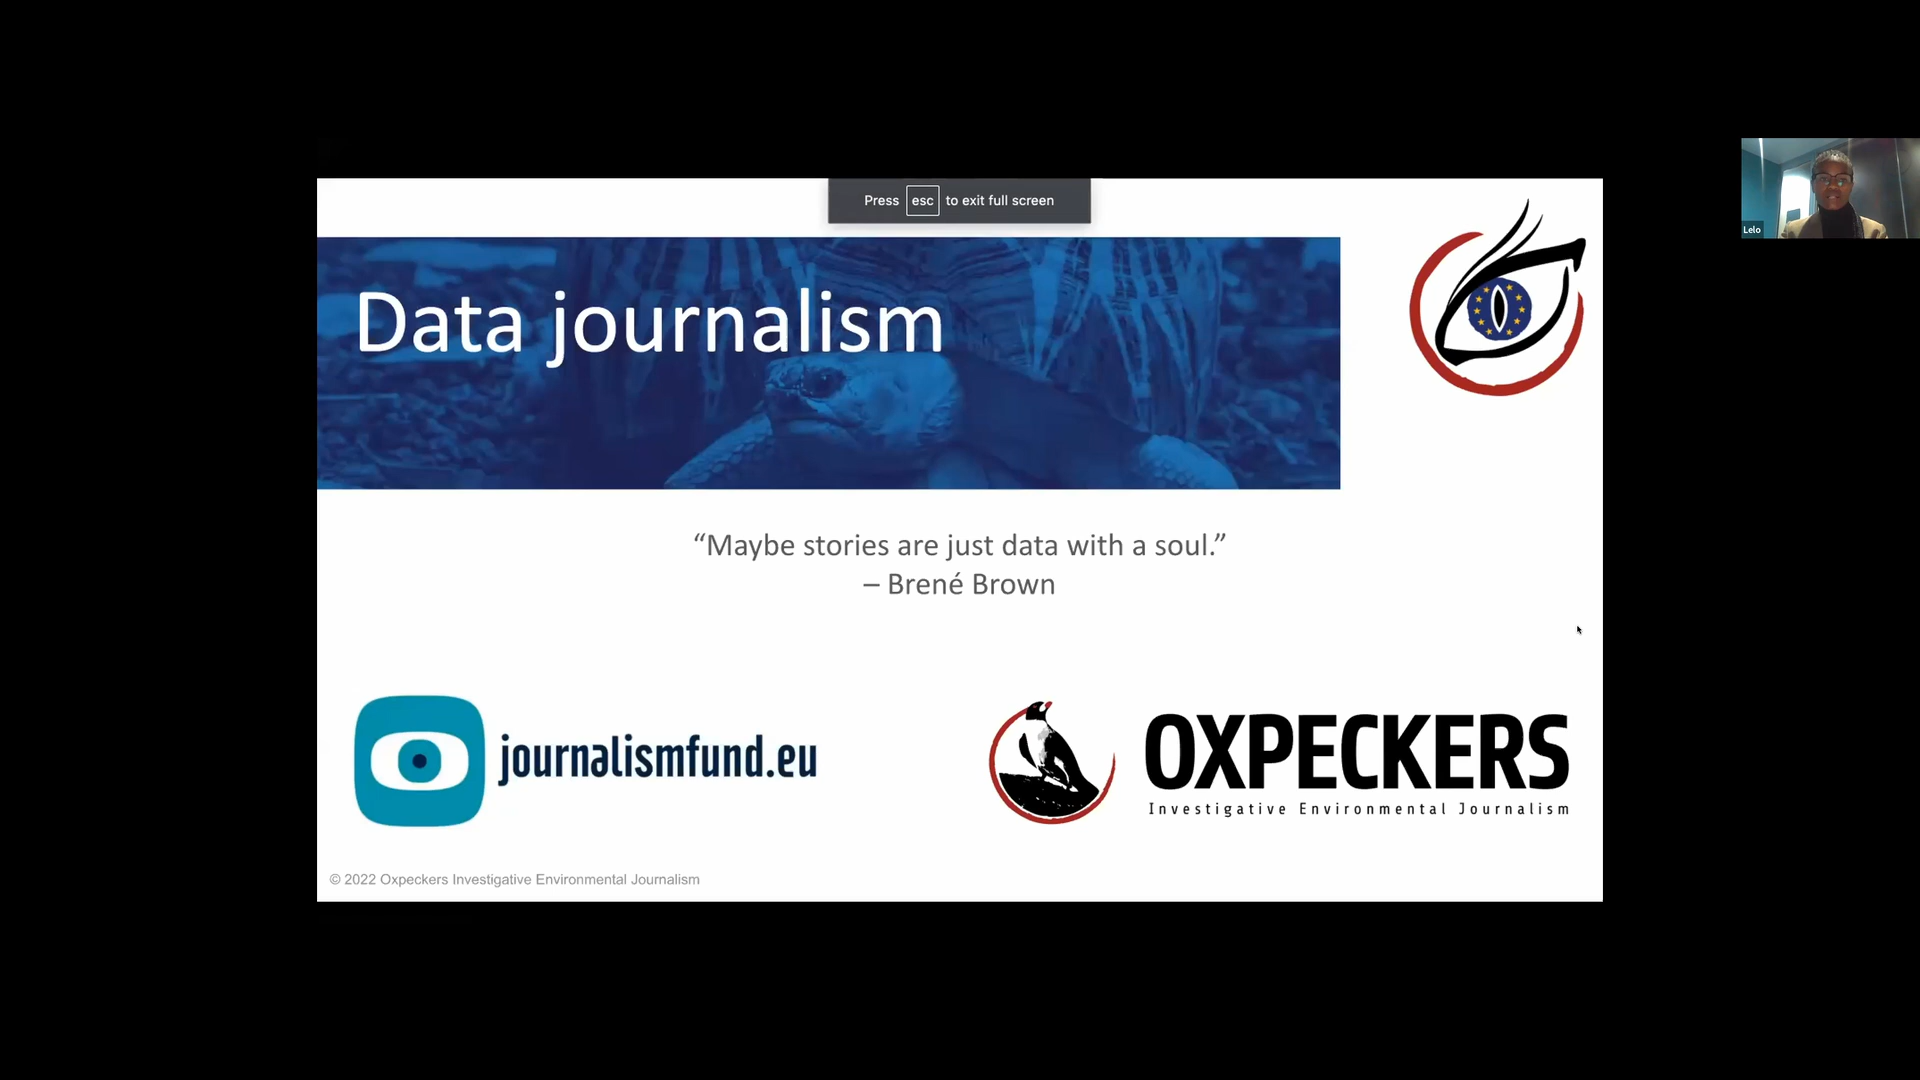 Press esc to exit full screen
Data journalism
Lelo
“Maybe stories are just data with a soul.”
– Brené Brown
journalismfund.eu
OXPECKERS
Investigative Environmental Journalism
© 2022 Oxpeckers Investigative Environmental Journalism